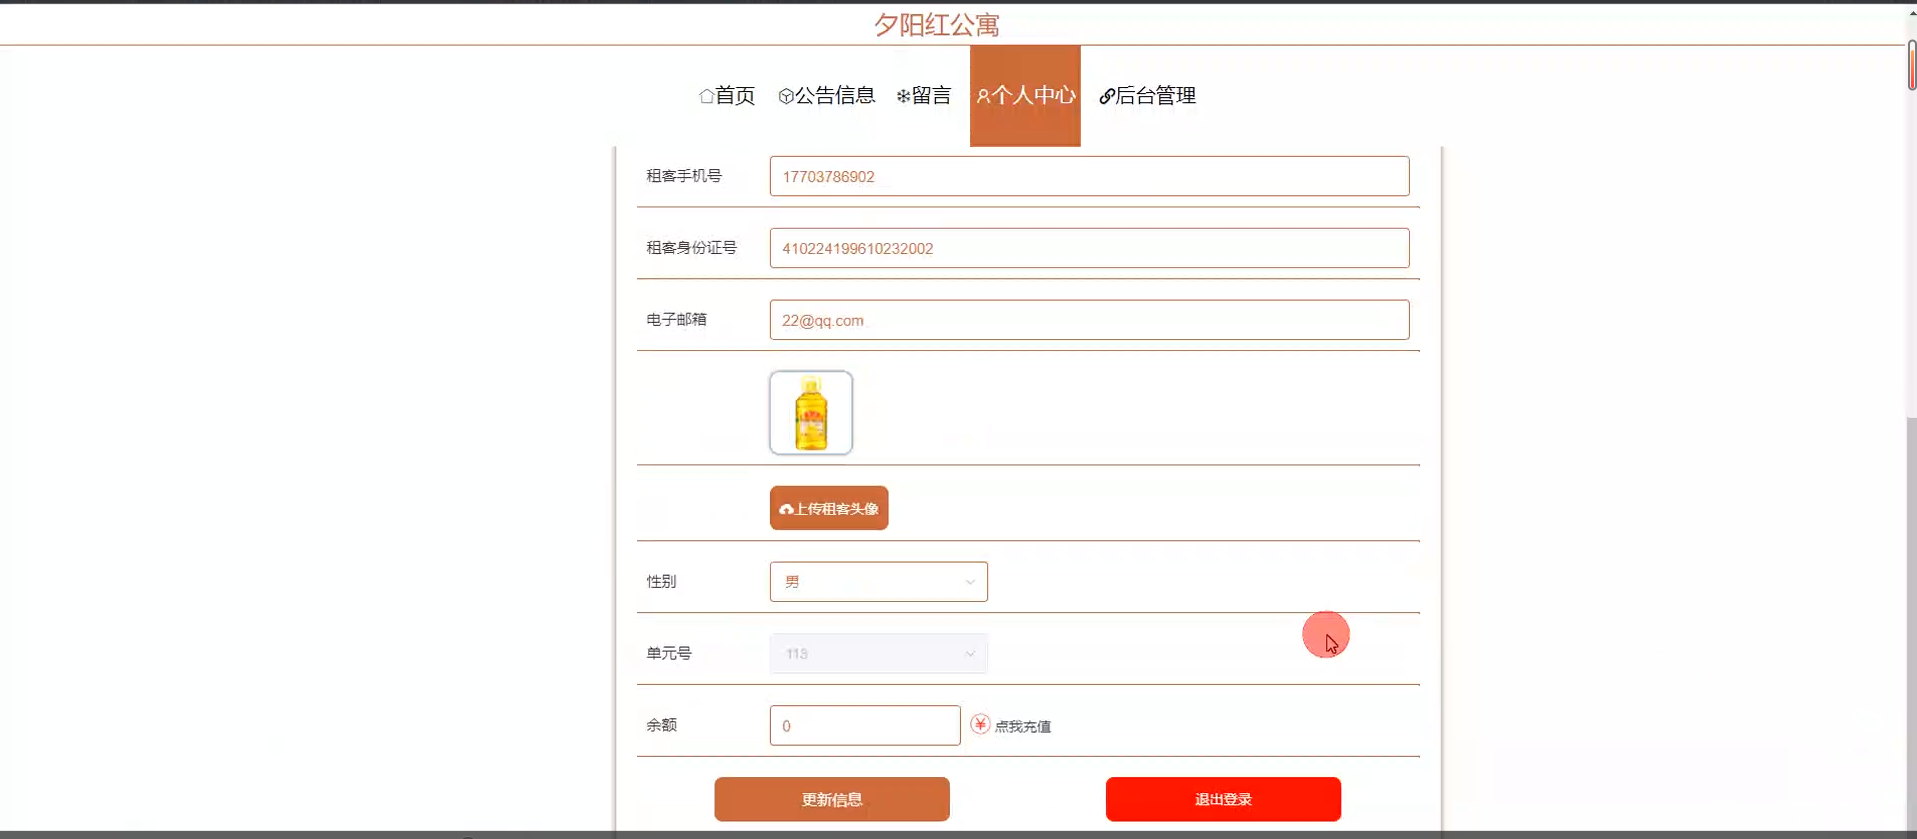 夕阳红公寓
首页 公告信息 留言 个人中心 后台管理
租客手机号 17703786902
租客身份证号 410224199610232002
电子邮箱 22@qq.com
上传租客头像
性别 男
单元号 113
余额 0 ¥ 点我充值
更新信息 退出登录